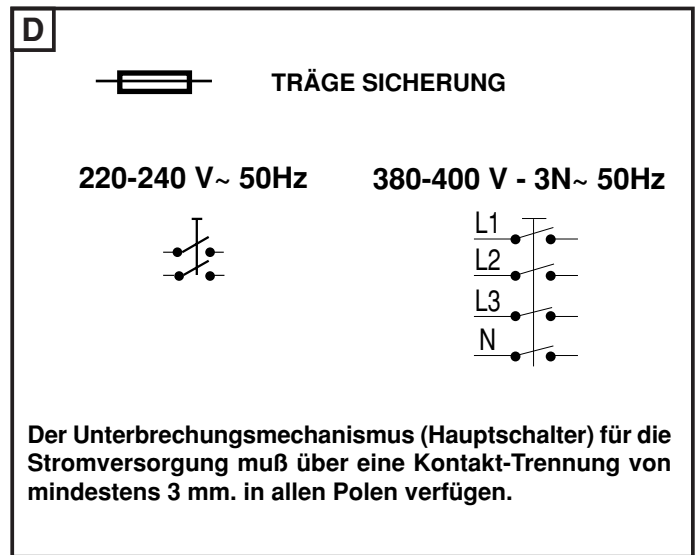 D
TRÄGE SICHERUNG
220-240 V~ 50Hz
380-400 V - 3N~ 50Hz
L1
L2
L3
N
Der Unterbrechungsmechanismus (Hauptschalter) für die
Stromversorgung muß über eine Kontakt-Trennung von
mindestens 3 mm. in allen Polen verfügen.